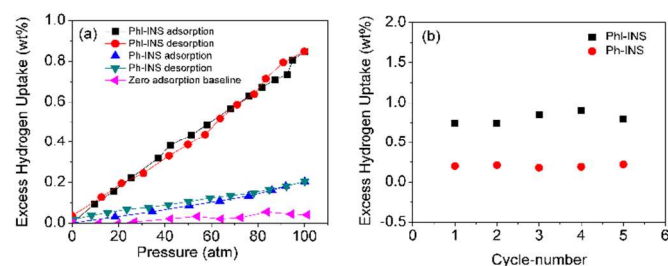 (a)
PhI-INS adsorption
PhI-INS desorption
Ph-INS adsorption
Ph-INS desorption
Zero adsorption baseline
Excess Hydrogen Uptake (wt%)
1.0
0.8
0.6
0.4
0.2
0.0
0 20 40 60 80 100
Pressure (atm)
(b)
PhI-INS
Ph-INS
Excess Hydrogen Uptake (wt%)
2.0
1.5
1.0
0.5
0.0
-0.5
0 1 2 3 4 5 6
Cycle-number